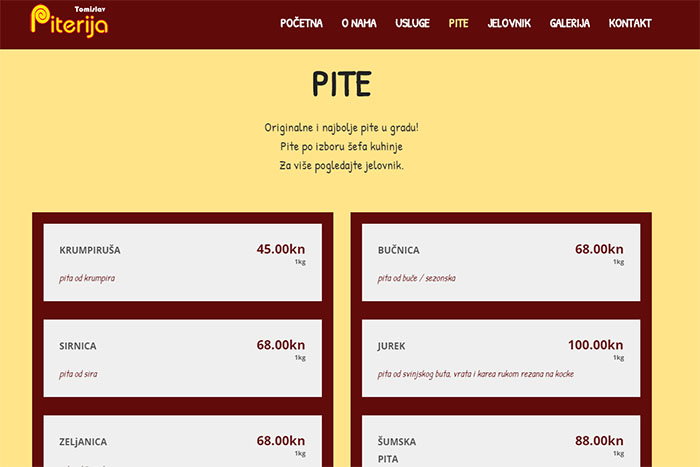 Tomislav
Piterija
POČETNA O NAMA USLUGE PITE JELOVNIK GALERIJA KONTAKT
PITE
Originalne i najbolje pite u gradu!
Pite po izboru šefa kuhinje
Za više pogledajte jelovnik.
KRUMPIRUŠA 45.00kn
1kg
pita od krumpira
BUČNICA 68.00kn
1kg
pita od buče / sezonska
SIRNICA 68.00kn
1kg
pita od sira
JUREK 100.00kn
1kg
pita od svinjskog buta, vrata i karea rukom rezana na kocke
ZELjANICA 68.00kn
1kg
ŠUMSKA PITA 88.00kn
1kg